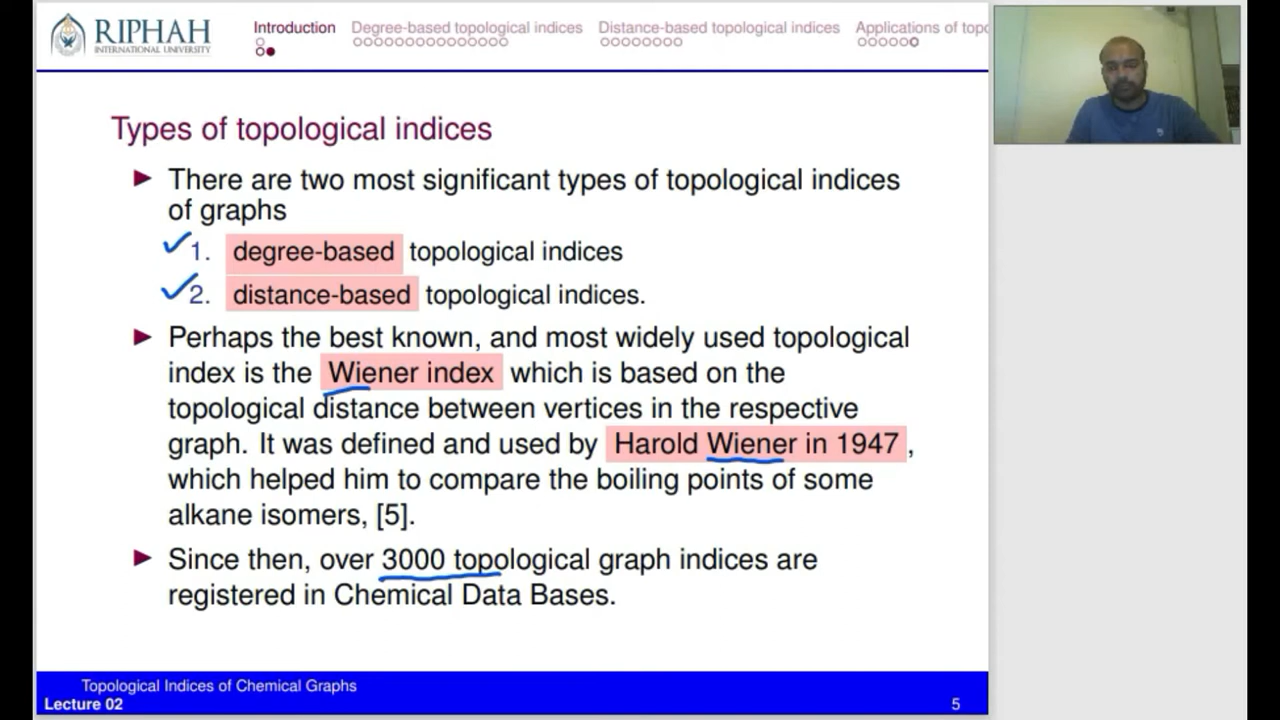 RIPHAH
INTERNATIONAL UNIVERSITY
Introduction
Degree-based topological indices
Distance-based topological indices
Applications of topo
Types of topological indices
There are two most significant types of topological indices
of graphs
1. degree-based topological indices
2. distance-based topological indices.
Perhaps the best known, and most widely used topological
index is the Wiener index which is based on the
topological distance between vertices in the respective
graph. It was defined and used by Harold Wiener in 1947,
which helped him to compare the boiling points of some
alkane isomers, [5].
Since then, over 3000 topological graph indices are
registered in Chemical Data Bases.
Topological Indices of Chemical Graphs
Lecture 02
5